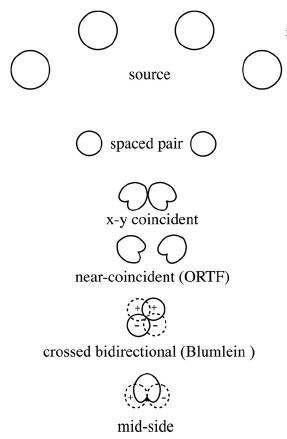 source
spaced pair
x-y coincident
near-coincident (ORTF)
+ +
- -
crossed bidirectional (Blumlein )
+ -
mid-side